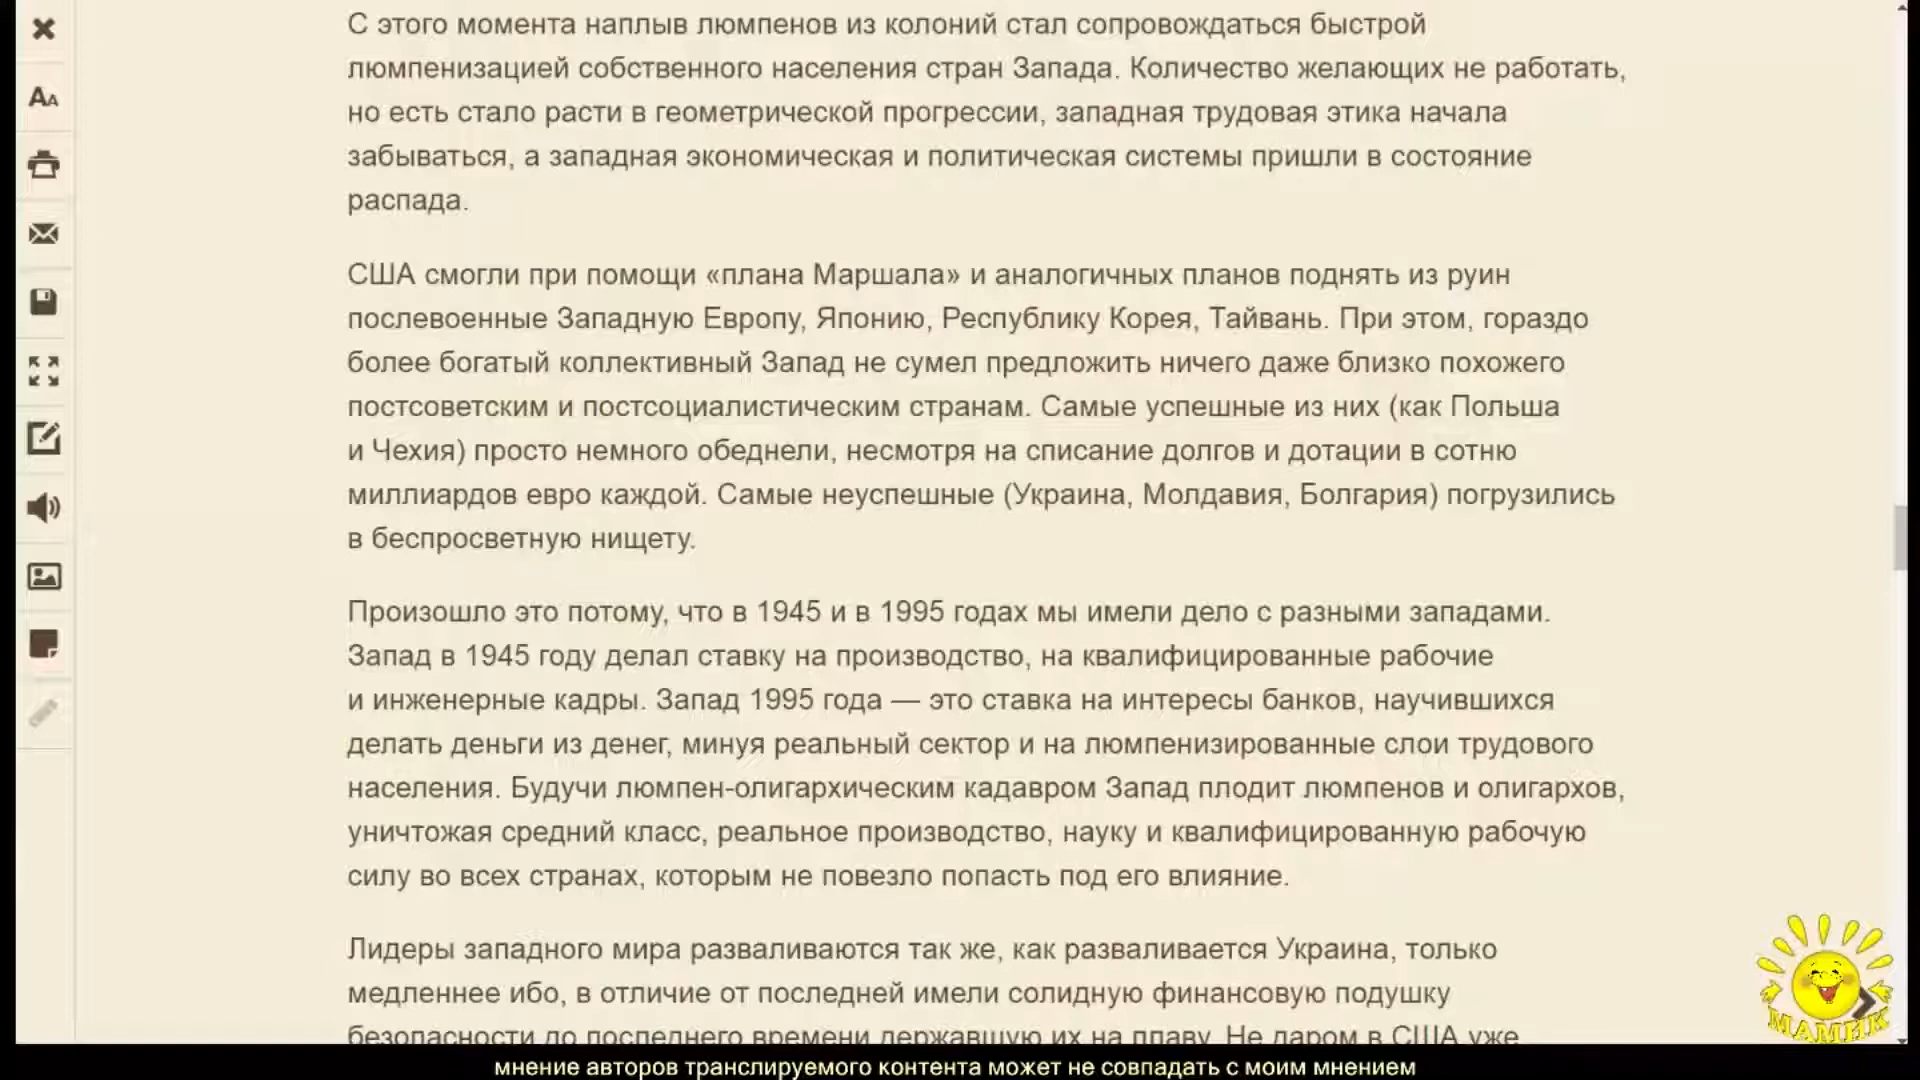 С этого момента наплыв люмпенов из колоний стал сопровождаться быстрой
люмпенизацией собственного населения стран Запада. Количество желающих не работать,
но есть стало расти в геометрической прогрессии, западная трудовая этика начала
забываться, а западная экономическая и политическая системы пришли в состояние
распада.
США смогли при помощи «плана Маршала» и аналогичных планов поднять из руин
послевоенные Западную Европу, Японию, Республику Корея, Тайвань. При этом, гораздо
более богатый коллективный Запад не сумел предложить ничего даже близко похожего
постсоветским и постсоциалистическим странам. Самые успешные из них (как Польша
и Чехия) просто немного обеднели, несмотря на списание долгов и дотации в сотню
миллиардов евро каждой. Самые неуспешные (Украина, Молдавия, Болгария) погрузились
в беспросветную нищету.
Произошло это потому, что в 1945 и в 1995 годах мы имели дело с разными западами.
Запад в 1945 году делал ставку на производство, на квалифицированные рабочие
и инженерные кадры. Запад 1995 года — это ставка на интересы банков, научившихся
делать деньги из денег, минуя реальный сектор и на люмпенизированные слои трудового
населения. Будучи люмпен-олигархическим кадавром Запад плодит люмпенов и олигархов,
уничтожая средний класс, реальное производство, науку и квалифицированную рабочую
силу во всех странах, которым не повезло попасть под его влияние.
Лидеры западного мира разваливаются так же, как разваливается Украина, только
медленнее ибо, в отличие от последней имели солидную финансовую подушку
безопасности до последнего времени державшую их на плаву. Не даром в США уже
МАМИК
мнение авторов транслируемого контента может не совпадать с моим мнением